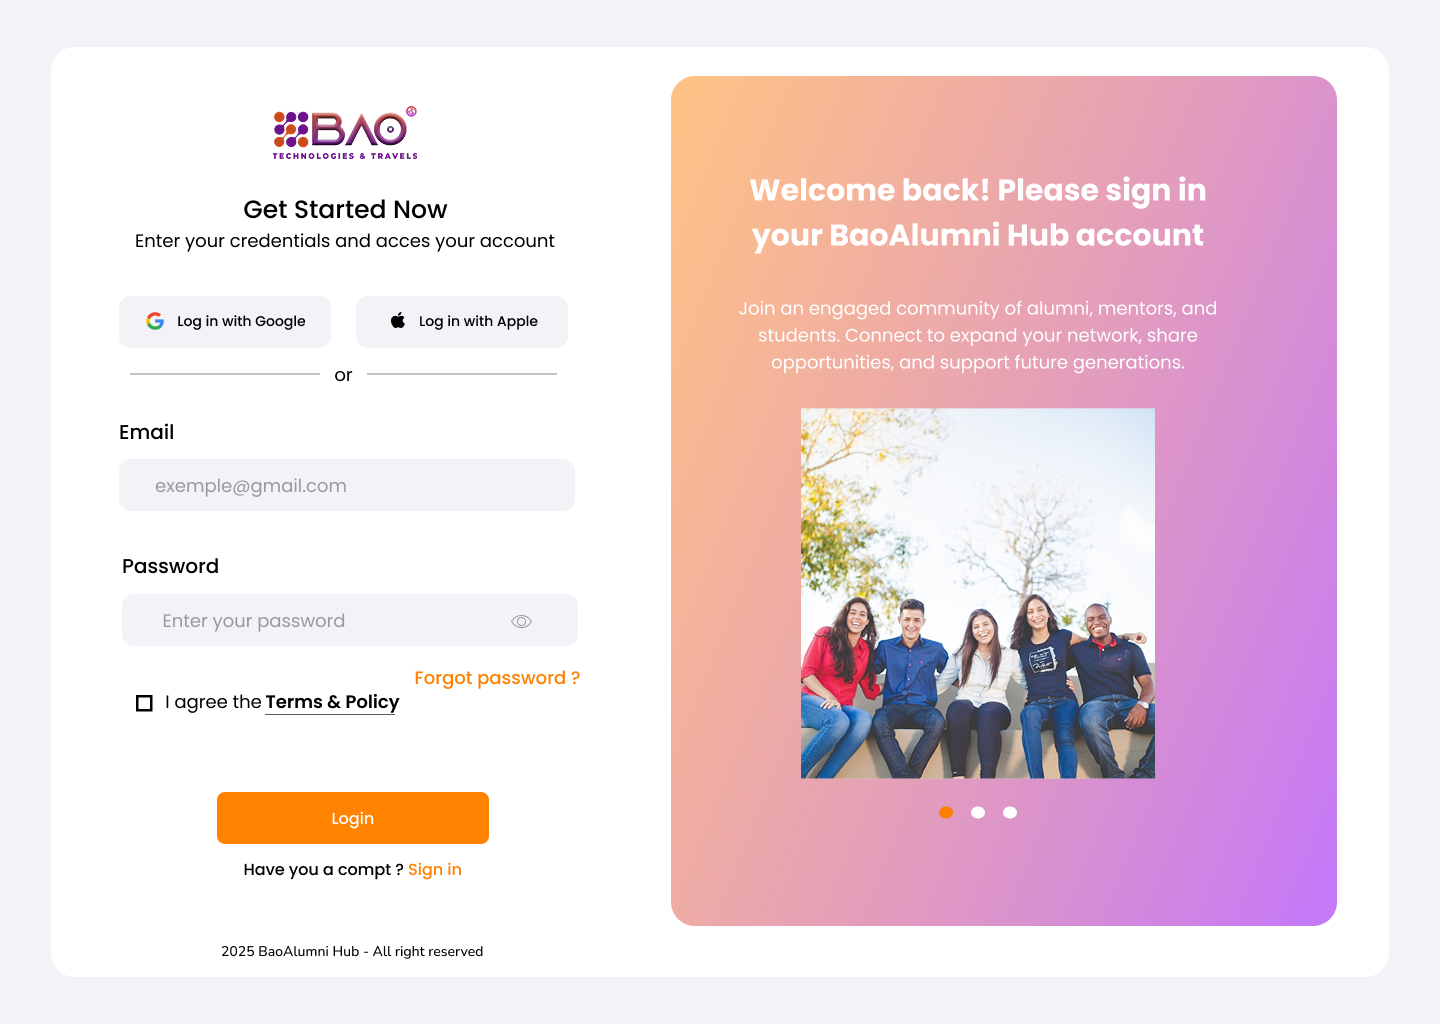 BAO
TECHNOLOGIES & TRAVELS
Get Started Now
Enter your credentials and acces your account
Log in with Google
Log in with Apple
or
Email
exemple@gmail.com
Password
Enter your password
Forgot password ?
I agree the Terms & Policy
Login
Have you a compt ? Sign in
2025 BaoAlumni Hub - All right reserved
Welcome back! Please sign in
your BaoAlumni Hub account
Join an engaged community of alumni, mentors, and
students. Connect to expand your network, share
opportunities, and support future generations.